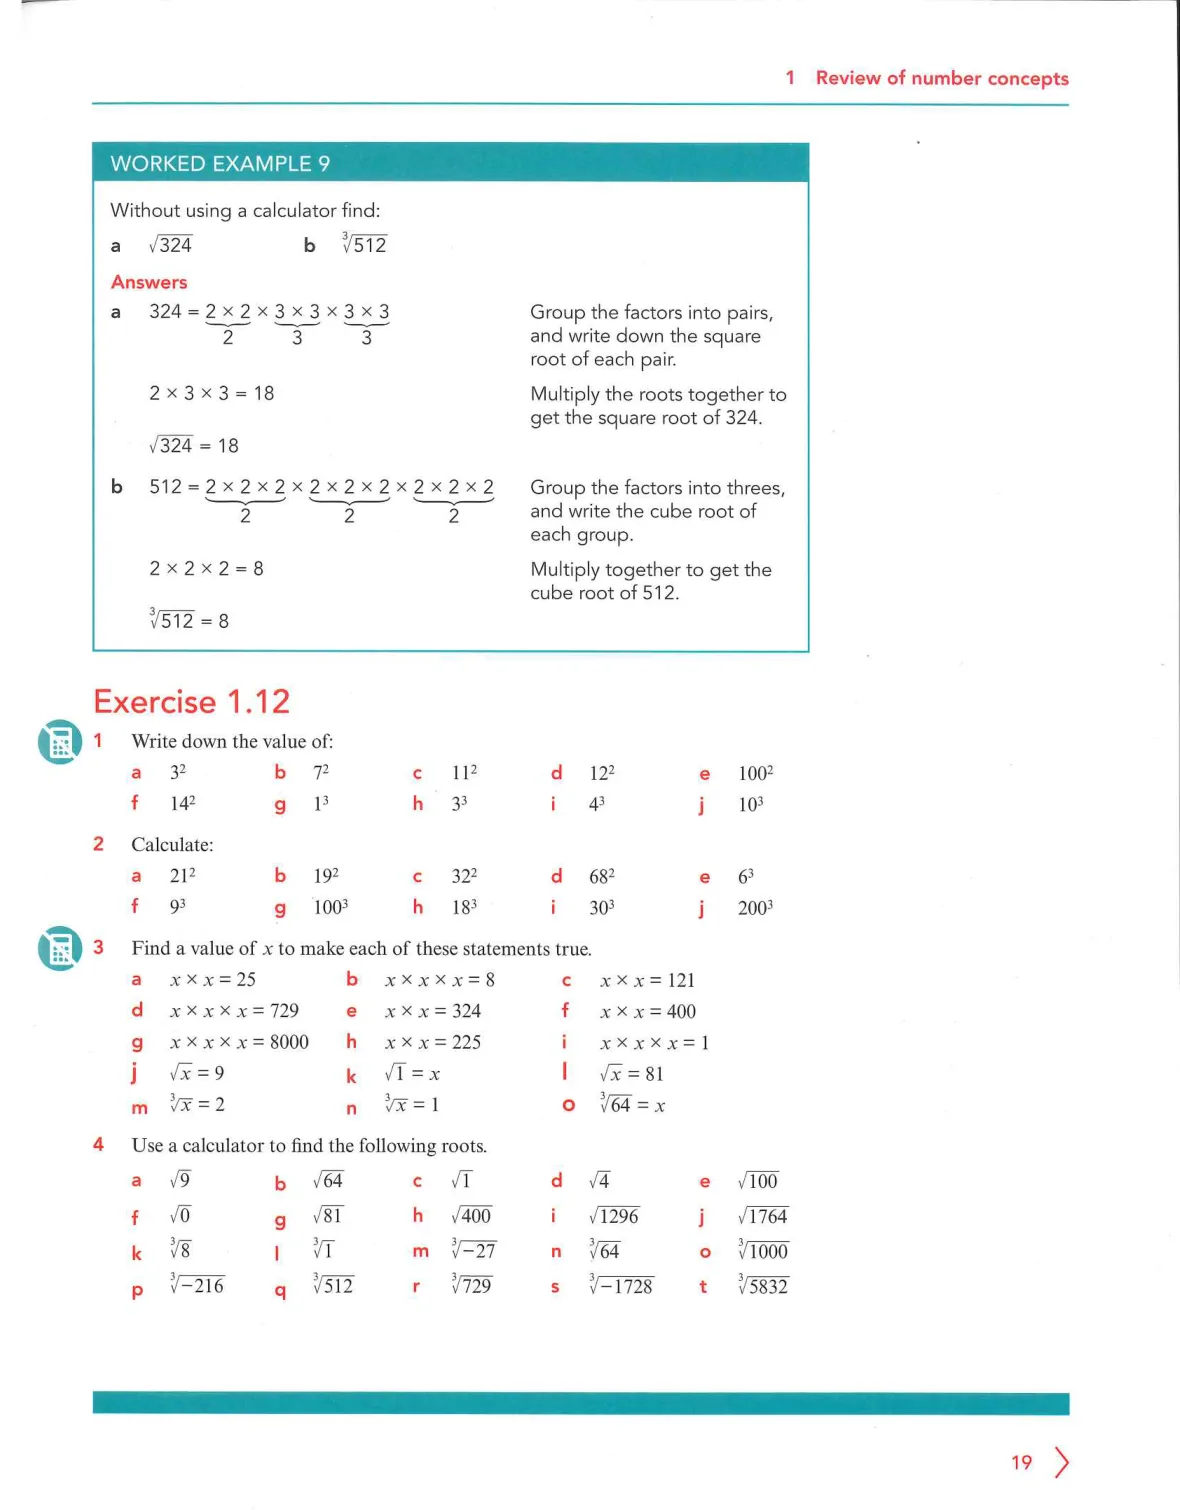 1 Review of number concepts
WORKED EXAMPLE 9
Without using a calculator find:
a √324 b ∛512
Answers
a 324 = 2 × 2 × 3 × 3 × 3 × 3
2 3 3
Group the factors into pairs,
and write down the square
root of each pair.
2 × 3 × 3 = 18
Multiply the roots together to
get the square root of 324.
√324 = 18
b 512 = 2 × 2 × 2 × 2 × 2 × 2 × 2 × 2 × 2
2 2 2
Group the factors into threes,
and write the cube root of
each group.
2 × 2 × 2 = 8
Multiply together to get the
cube root of 512.
∛512 = 8
Exercise 1.12
1 Write down the value of:
a 3² b 7² c 11² d 12² e 100²
f 14² g 1³ h 3³ i 4³ j 10³
2 Calculate:
a 21² b 19² c 32² d 68² e 6³
f 9³ g 100³ h 18³ i 30³ j 200³
3 Find a value of x to make each of these statements true.
a x × x = 25 b x × x × x = 8 c x × x = 121
d x × x × x = 729 e x × x = 324 f x × x = 400
g x × x × x = 8000 h x × x = 225 i x × x × x = 1
j √x = 9 k √1 = x l √x = 81
m ∛x = 2 n ∛x = 1 o ∛64 = x
4 Use a calculator to find the following roots.
a √9 b √64 c √1 d √4 e √100
f √0 g √81 h √400 i √1296 j √1764
k ∛8 l ∛1 m ∛−27 n ∛64 o ∛1000
p ∛−216 q ∛512 r ∛729 s ∛−1728 t ∛5832
19